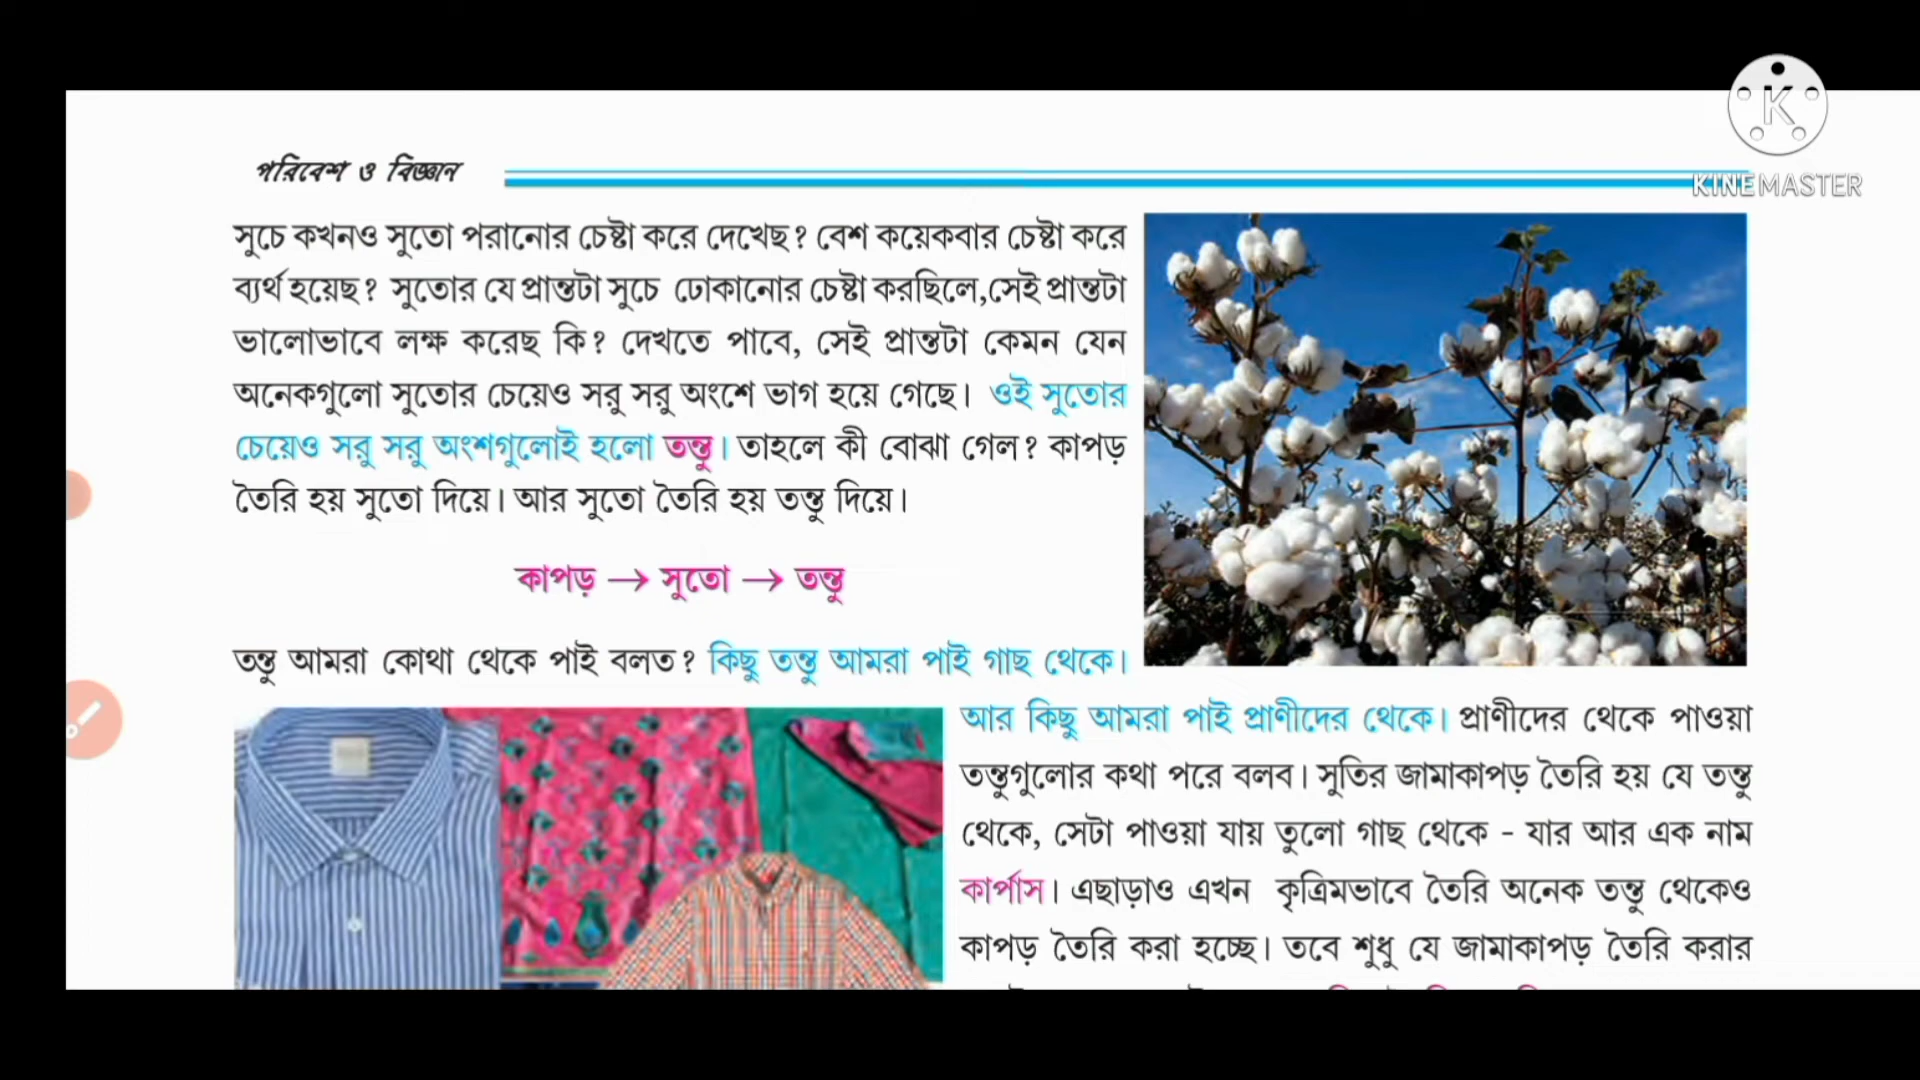 পরিবেশ ও বিজ্ঞান
KINEMASTER
সুচে কখনও সুতো পরানোর চেষ্টা করে দেখেছ? বেশ কয়েকবার চেষ্টা করে
ব্যর্থ হয়েছ? সুতোর যে প্রান্তটা সুচে ঢোকানোর চেষ্টা করছিলে,সেই প্রান্তটা
ভালোভাবে লক্ষ করেছ কি? দেখতে পাবে, সেই প্রান্তটা কেমন যেন
অনেকগুলো সুতোর চেয়েও সরু সরু অংশে ভাগ হয়ে গেছে। ওই সুতোর
চেয়েও সরু সরু অংশগুলোই হলো তন্তু। তাহলে কী বোঝা গেল? কাপড়
তৈরি হয় সুতো দিয়ে। আর সুতো তৈরি হয় তন্তু দিয়ে।
কাপড় → সুতো → তন্তু
তন্তু আমরা কোথা থেকে পাই বলত? কিছু তন্তু আমরা পাই গাছ থেকে।
আর কিছু আমরা পাই প্রাণীদের থেকে। প্রাণীদের থেকে পাওয়া
তন্তুগুলোর কথা পরে বলব। সুতির জামাকাপড় তৈরি হয় যে তন্তু
থেকে, সেটা পাওয়া যায় তুলো গাছ থেকে - যার আর এক নাম
কার্পাস। এছাড়াও এখন কৃত্রিমভাবে তৈরি অনেক তন্তু থেকেও
কাপড় তৈরি করা হচ্ছে। তবে শুধু যে জামাকাপড় তৈরি করার